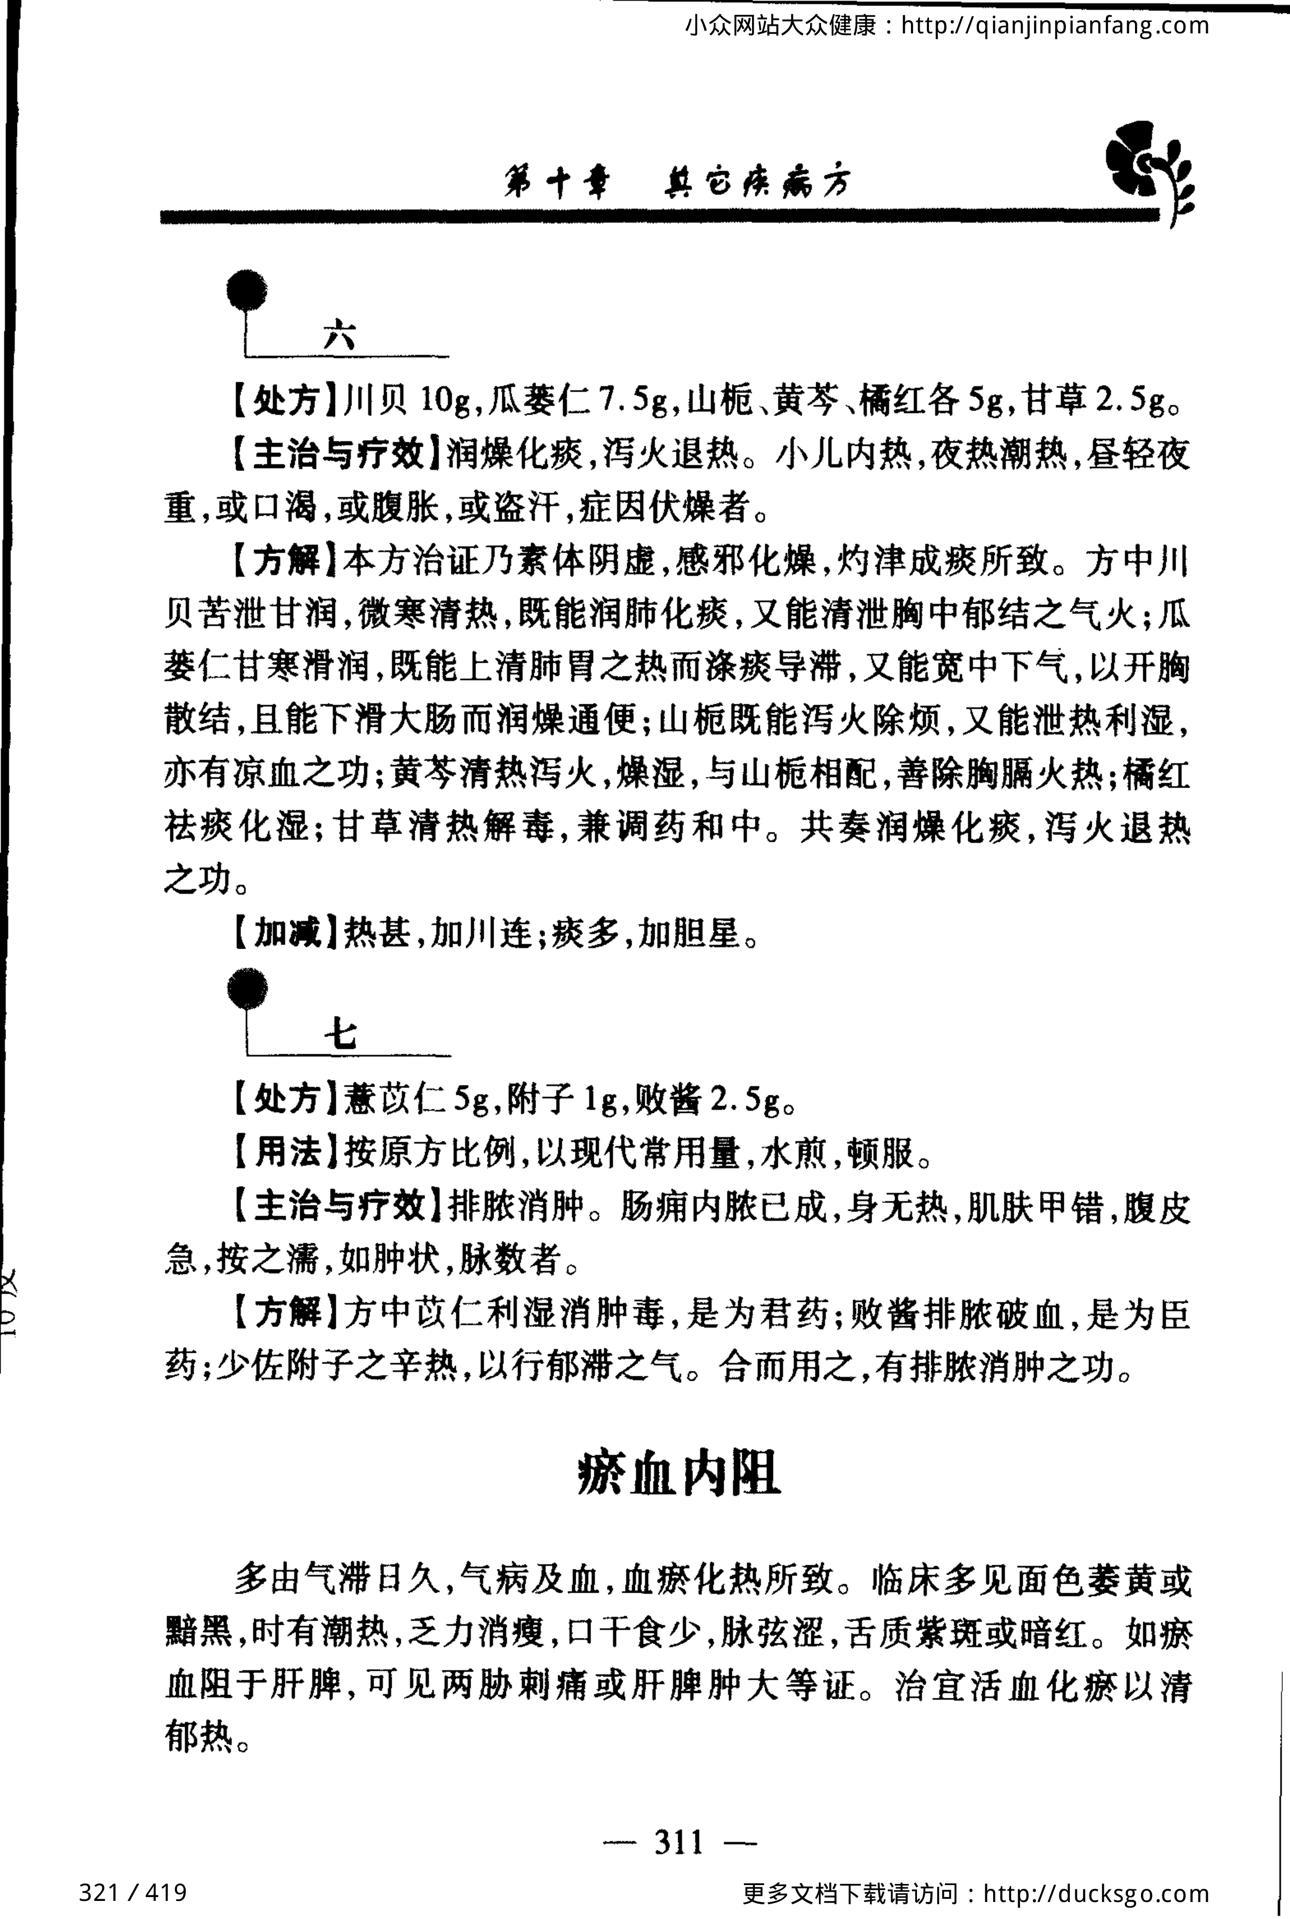 小众网站大众健康：http://qianjinpianfang.com
第十章 其它疾病方
六
【处方】川贝 10g,瓜蒌仁 7.5g,山栀、黄芩、橘红各 5g,甘草 2.5g。
【主治与疗效】润燥化痰,泻火退热。小儿内热,夜热潮热,昼轻夜
重,或口渴,或腹胀,或盗汗,症因伏燥者。
【方解】本方治证乃素体阴虚,感邪化燥,灼津成痰所致。方中川
贝苦泄甘润,微寒清热,既能润肺化痰,又能清泄胸中郁结之气火;瓜
蒌仁甘寒滑润,既能上清肺胃之热而涤痰导滞,又能宽中下气,以开胸
散结,且能下滑大肠而润燥通便;山栀既能泻火除烦,又能泄热利湿,
亦有凉血之功;黄芩清热泻火,燥湿,与山栀相配,善除胸膈火热;橘红
祛痰化湿;甘草清热解毒,兼调药和中。共奏润燥化痰,泻火退热
之功。
【加减】热甚,加川连;痰多,加胆星。
七
【处方】薏苡仁 5g,附子 1g,败酱 2.5g。
【用法】按原方比例,以现代常用量,水煎,顿服。
【主治与疗效】排脓消肿。肠痈内脓已成,身无热,肌肤甲错,腹皮
急,按之濡,如肿状,脉数者。
【方解】方中苡仁利湿消肿毒,是为君药;败酱排脓破血,是为臣
药;少佐附子之辛热,以行郁滞之气。合而用之,有排脓消肿之功。
瘀血内阻
多由气滞日久,气病及血,血瘀化热所致。临床多见面色萎黄或
黯黑,时有潮热,乏力消瘦,口干食少,脉弦涩,舌质紫斑或暗红。如瘀
血阻于肝脾,可见两胁刺痛或肝脾肿大等证。治宜活血化瘀以清
郁热。
— 311 —
321 / 419
更多文档下载请访问：http://ducksgo.com